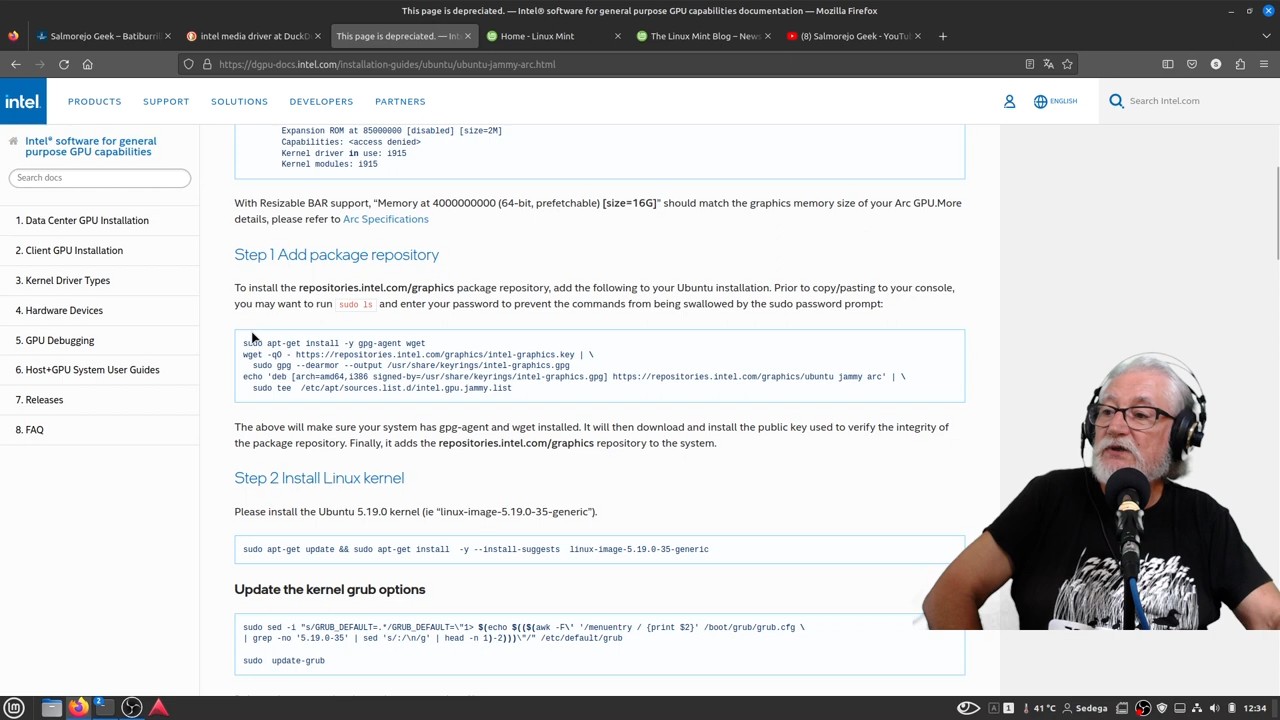 This page is depreciated. — Intel® software for general purpose GPU capabilities documentation — Mozilla Firefox
Salmorejo Geek – Batiburril
intel media driver at DuckD
This page is depreciated. — Int
Home - Linux Mint
The Linux Mint Blog – News
(8) Salmorejo Geek - YouTu
https://dgpu-docs.intel.com/installation-guides/ubuntu/ubuntu-jammy-arc.html
S
intel
PRODUCTS
SUPPORT
SOLUTIONS
DEVELOPERS
PARTNERS
ENGLISH
Search Intel.com
Intel® software for general
purpose GPU capabilities
Search docs
1. Data Center GPU Installation
2. Client GPU Installation
3. Kernel Driver Types
4. Hardware Devices
5. GPU Debugging
6. Host+GPU System User Guides
7. Releases
8. FAQ
Expansion ROM at 85000000 [disabled] [size=2M]
Capabilities: <access denied>
Kernel driver in use: i915
Kernel modules: i915
With Resizable BAR support, “Memory at 4000000000 (64-bit, prefetchable) [size=16G]” should match the graphics memory size of your Arc GPU.More
details, please refer to Arc Specifications
Step 1 Add package repository
To install the repositories.intel.com/graphics package repository, add the following to your Ubuntu installation. Prior to copy/pasting to your console,
you may want to run sudo ls and enter your password to prevent the commands from being swallowed by the sudo password prompt:
sudo apt-get install -y gpg-agent wget
wget -qO - https://repositories.intel.com/graphics/intel-graphics.key | \
sudo gpg --dearmor --output /usr/share/keyrings/intel-graphics.gpg
echo 'deb [arch=amd64,i386 signed-by=/usr/share/keyrings/intel-graphics.gpg] https://repositories.intel.com/graphics/ubuntu jammy arc' | \
sudo tee  /etc/apt/sources.list.d/intel.gpu.jammy.list
The above will make sure your system has gpg-agent and wget installed. It will then download and install the public key used to verify the integrity of
the package repository. Finally, it adds the repositories.intel.com/graphics repository to the system.
Step 2 Install Linux kernel
Please install the Ubuntu 5.19.0 kernel (ie “linux-image-5.19.0-35-generic”).
sudo apt-get update && sudo apt-get install  -y --install-suggests  linux-image-5.19.0-35-generic
Update the kernel grub options
sudo sed -i "s/GRUB_DEFAULT=.*/GRUB_DEFAULT=\"1> $(echo $(($(awk -F\' '/menuentry / {print $2}' /boot/grub/grub.cfg \
| grep -no '5.19.0-35' | sed 's/:/\n/g' | head -n 1)-2)))\"/" /etc/default/grub
sudo  update-grub
2
A
1
41 °C
Sedega
12:34